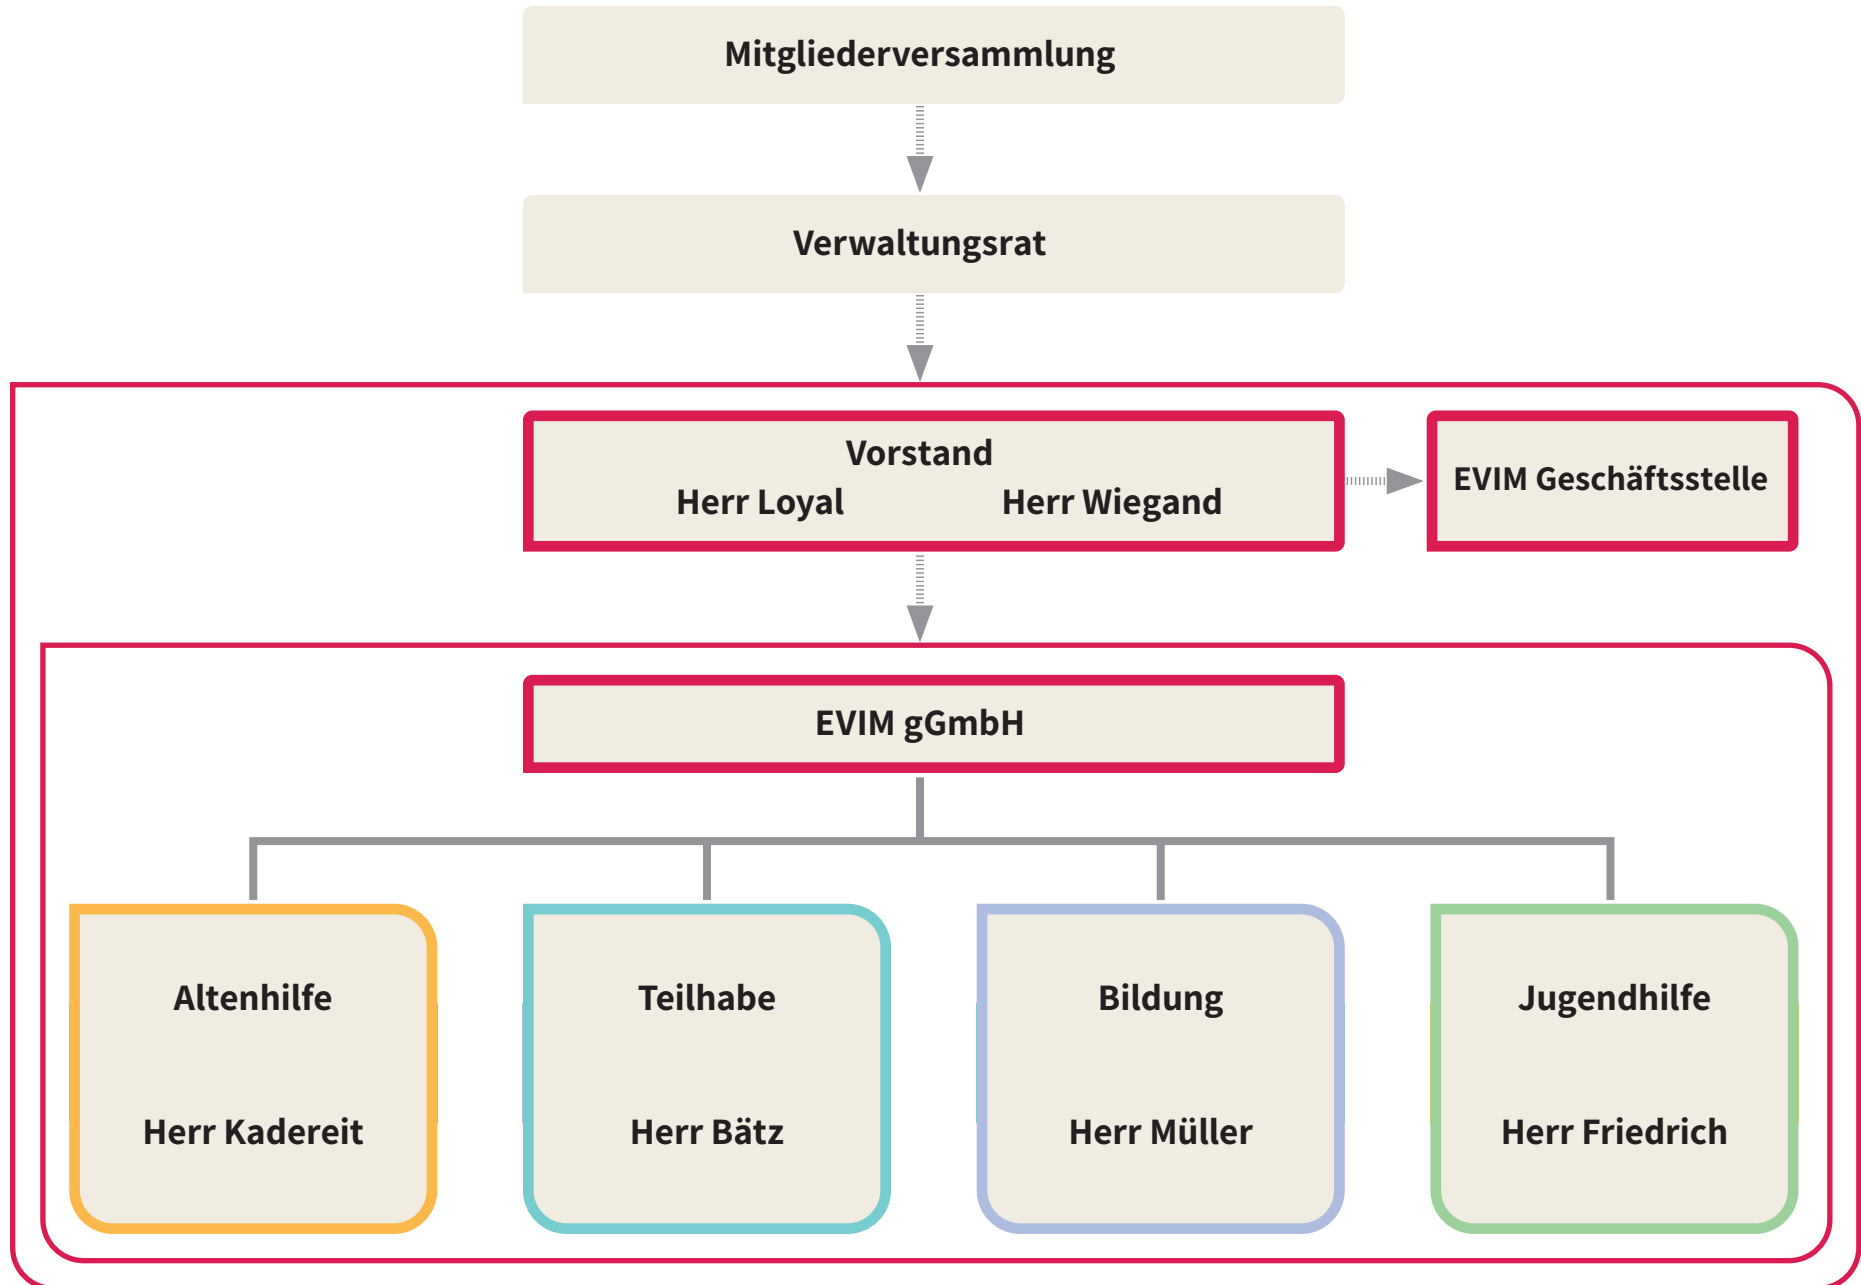 Mitgliederversammlung
Verwaltungsrat
Vorstand
Herr Loyal Herr Wiegand
EVIM Geschäftsstelle
EVIM gGmbH
Altenhilfe
Herr Kadereit
Teilhabe
Herr Bätz
Bildung
Herr Müller
Jugendhilfe
Herr Friedrich